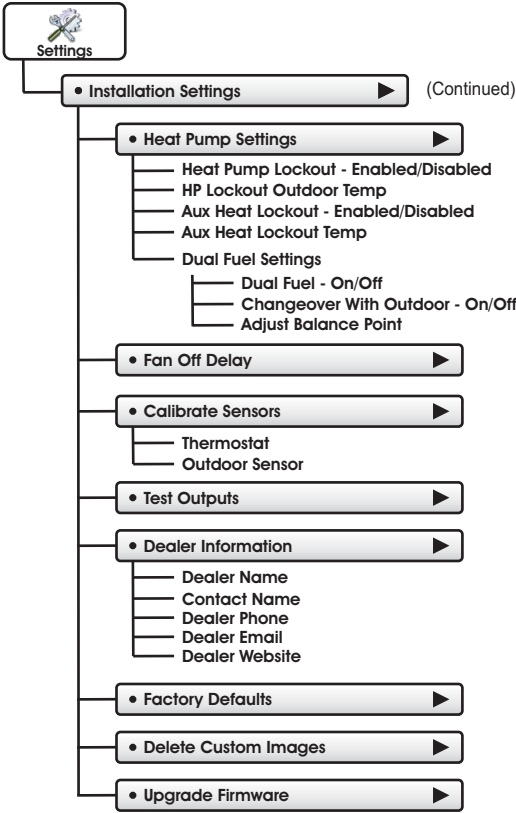 Settings
• Installation Settings
(Continued)
• Heat Pump Settings
Heat Pump Lockout - Enabled/Disabled
HP Lockout Outdoor Temp
Aux Heat Lockout - Enabled/Disabled
Aux Heat Lockout Temp
Dual Fuel Settings
Dual Fuel - On/Off
Changeover With Outdoor - On/Off
Adjust Balance Point
• Fan Off Delay
• Calibrate Sensors
Thermostat
Outdoor Sensor
• Test Outputs
• Dealer Information
Dealer Name
Contact Name
Dealer Phone
Dealer Email
Dealer Website
• Factory Defaults
• Delete Custom Images
• Upgrade Firmware